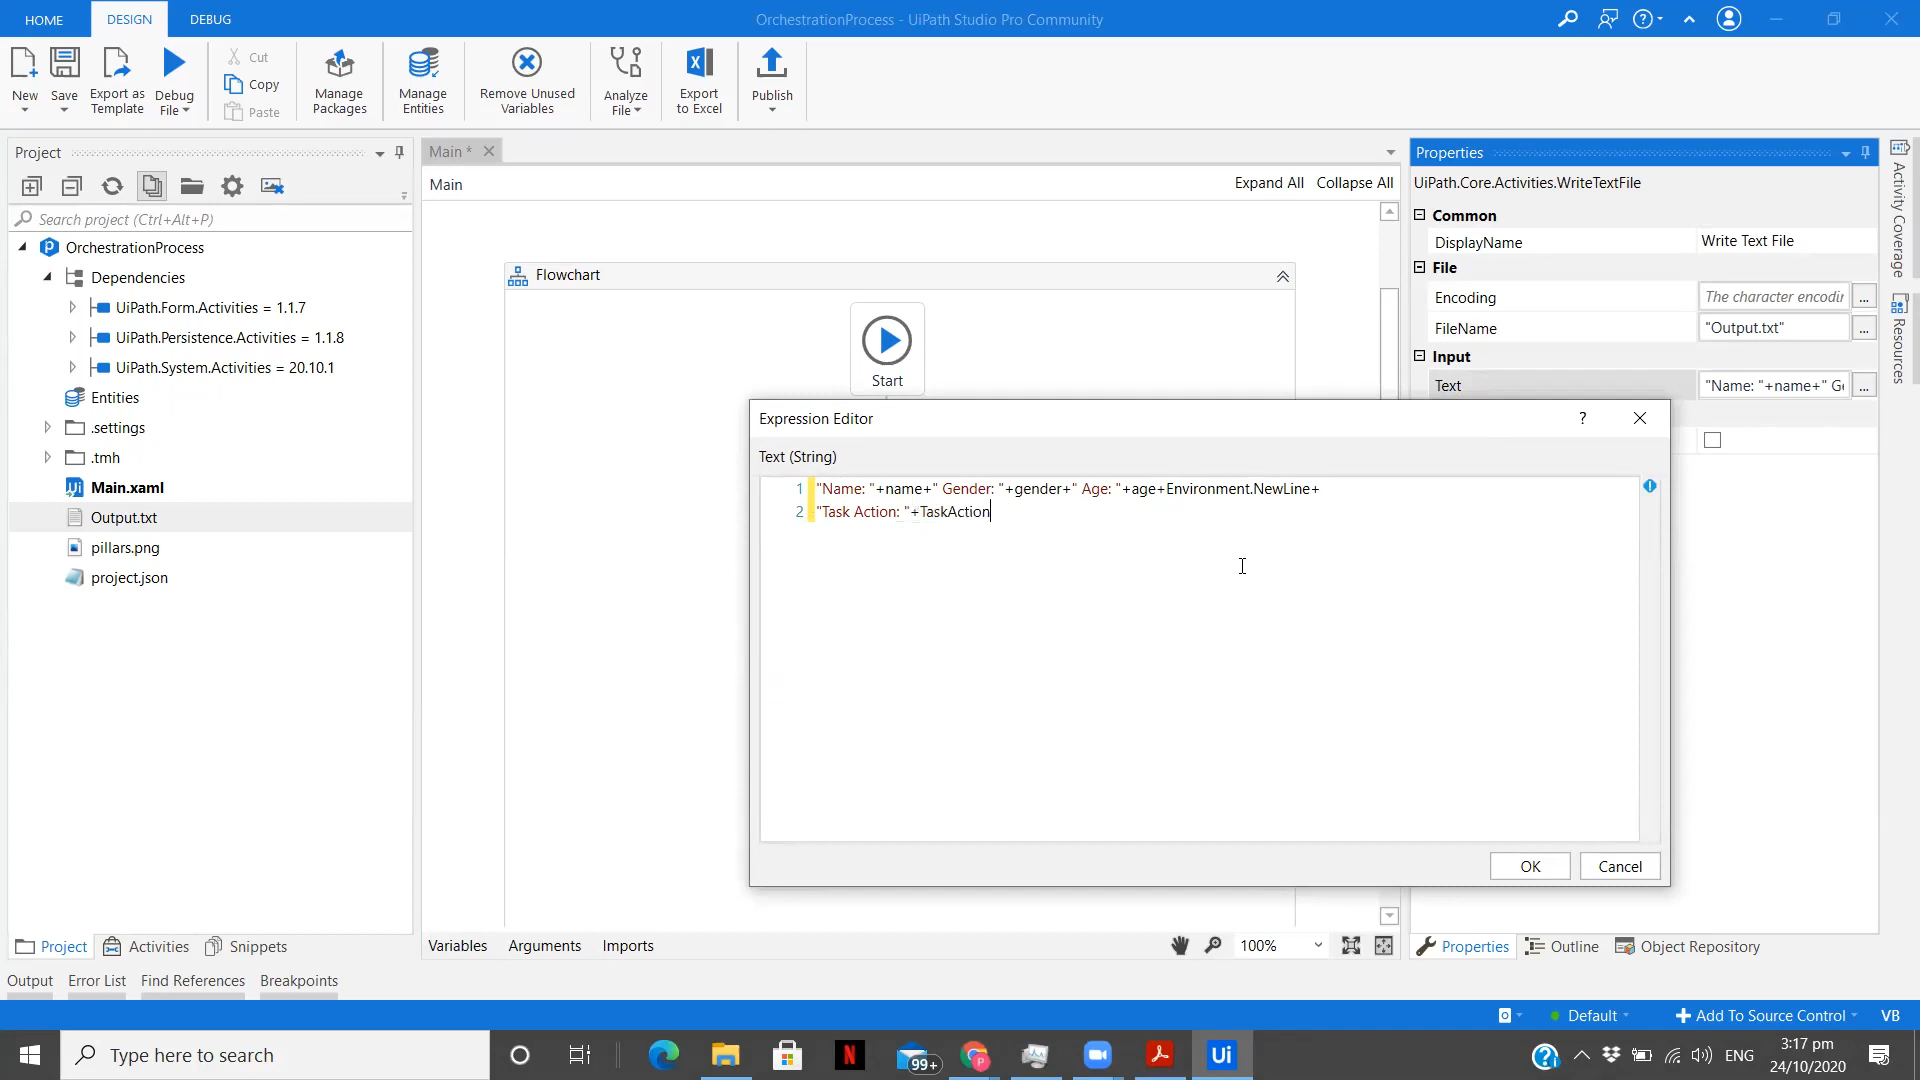 HOME
DESIGN
DEBUG
OrchestrationProcess - UiPath Studio Pro Community
New
Save
Export as
Template
Debug
File
Cut
Copy
Paste
Manage
Packages
Manage
Entities
Remove Unused
Variables
Analyze
File
Export
to Excel
Publish
Project
Search project (Ctrl+Alt+P)
OrchestrationProcess
Dependencies
UiPath.Form.Activities = 1.1.7
UiPath.Persistence.Activities = 1.1.8
UiPath.System.Activities = 20.10.1
Entities
.settings
.tmh
Main.xaml
Output.txt
pillars.png
project.json
Project
Activities
Snippets
Main *
Main
Expand All
Collapse All
Flowchart
Start
Expression Editor
?
Text (String)
1 "Name: "+name+" Gender: "+gender+" Age: "+age+Environment.NewLine+
2 "Task Action: "+TaskAction
OK
Cancel
Variables
Arguments
Imports
100%
Properties
UiPath.Core.Activities.WriteTextFile
Common
DisplayName
Write Text File
File
Encoding
The character encodin
...
FileName
"Output.txt"
...
Input
Text
"Name: "+name+" Ge
...
Activity Coverage
Resources
Properties
Outline
Object Repository
Output
Error List
Find References
Breakpoints
Default
Add To Source Control
VB
Type here to search
99+
Ui
ENG
3:17 pm
24/10/2020